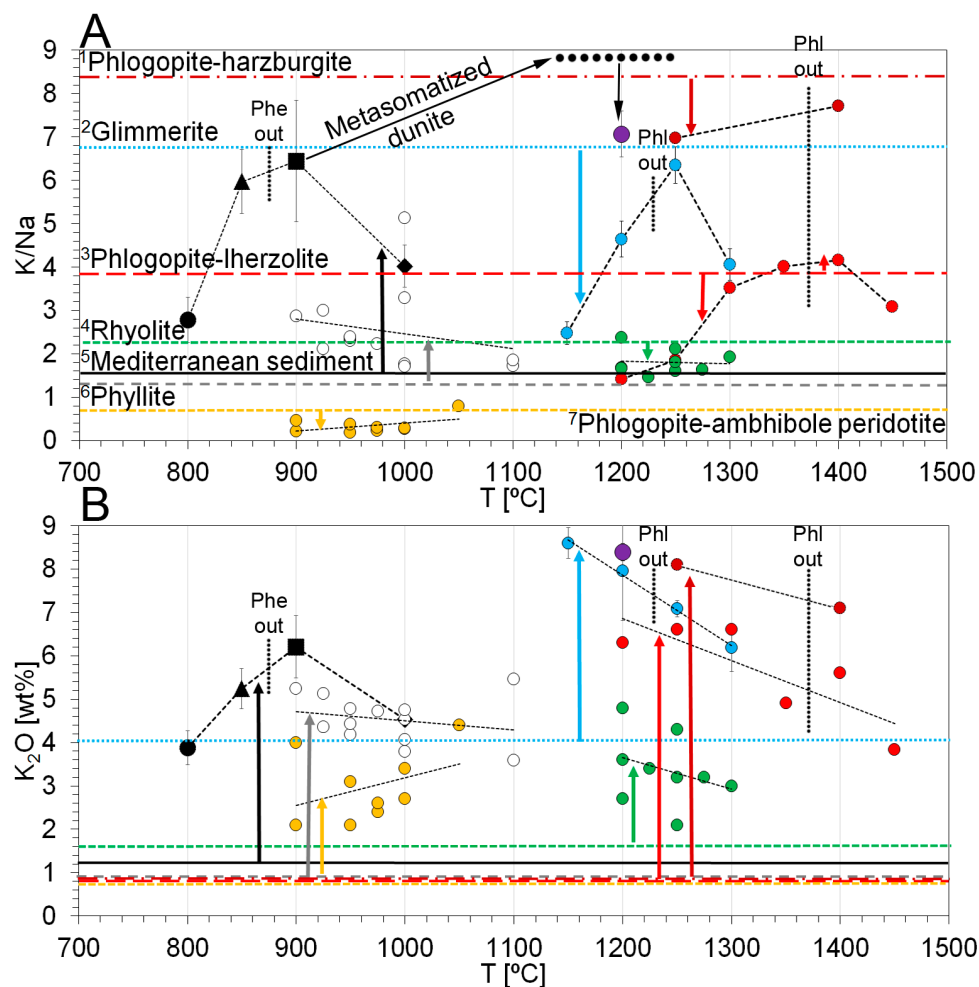 A
9
8
7
6
5
4
3
2
1
0
K/Na
¹Phlogopite-harzburgite
²Glimmerite
³Phlogopite-lherzolite
⁴Rhyolite
⁵Mediterranean sediment
⁶Phyllite
⁷Phlogopite-ambhibole peridotite
Phe
out
Metasomatized
dunite
Phl
out
Phl
out
700 800 900 1000 1100 1200 1300 1400 1500
T [ºC]
B
9
8
7
6
5
4
3
2
1
0
K₂O [wt%]
Phe
out
Phl
out
Phl
out
700 800 900 1000 1100 1200 1300 1400 1500
T [ºC]